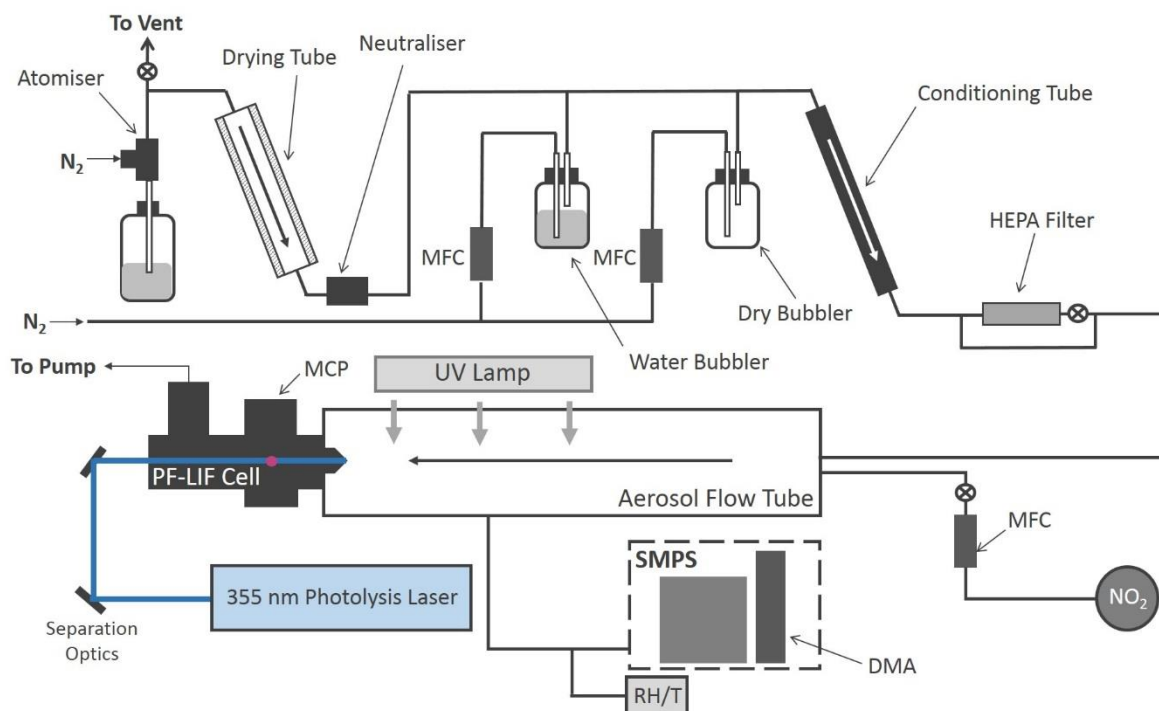 To Vent
Drying Tube
Neutraliser
Atomiser
Conditioning Tube
N2
HEPA Filter
MFC
MFC
Dry Bubbler
N2
Water Bubbler
To Pump
MCP
UV Lamp
PF-LIF Cell
Aerosol Flow Tube
MFC
SMPS
355 nm Photolysis Laser
NO2
Separation
Optics
DMA
RH/T